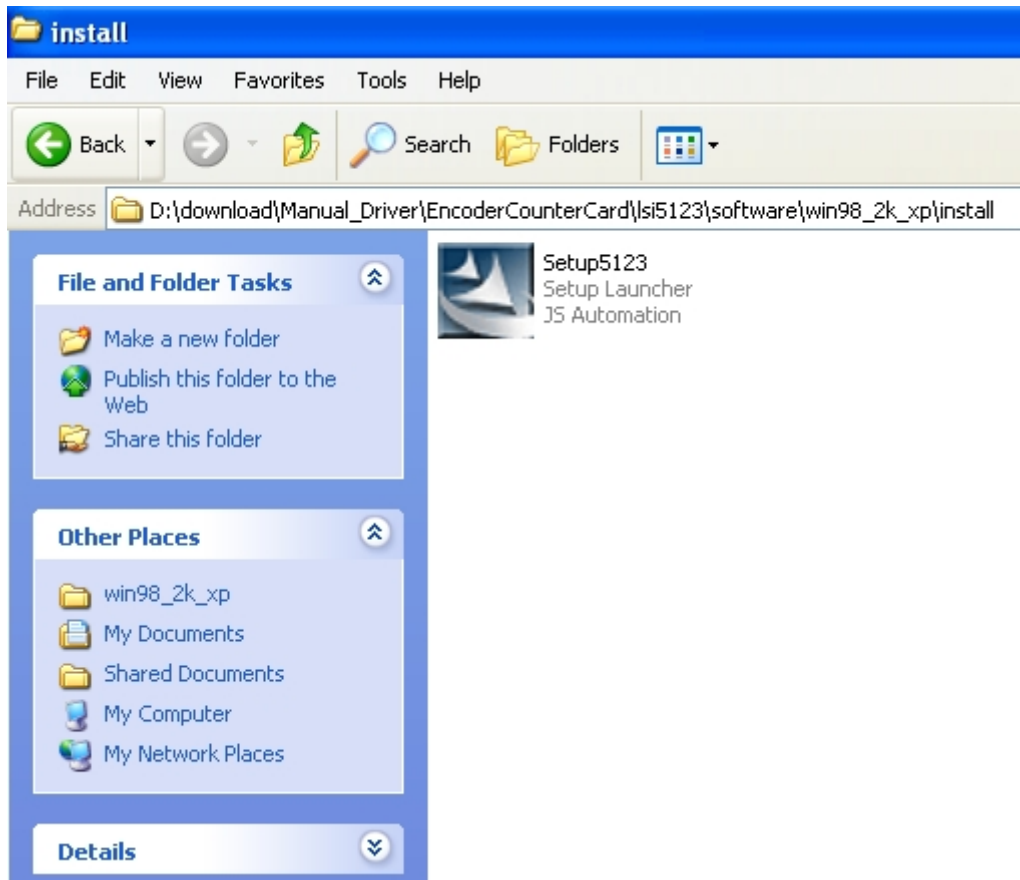 install
File Edit View Favorites Tools Help
Back Search Folders
Address D:\download\Manual_Driver\EncoderCounterCard\lsi5123\software\win98_2k_xp\install
File and Folder Tasks
Make a new folder
Publish this folder to the
Web
Share this folder
Other Places
win98_2k_xp
My Documents
Shared Documents
My Computer
My Network Places
Details
Setup5123
Setup Launcher
JS Automation